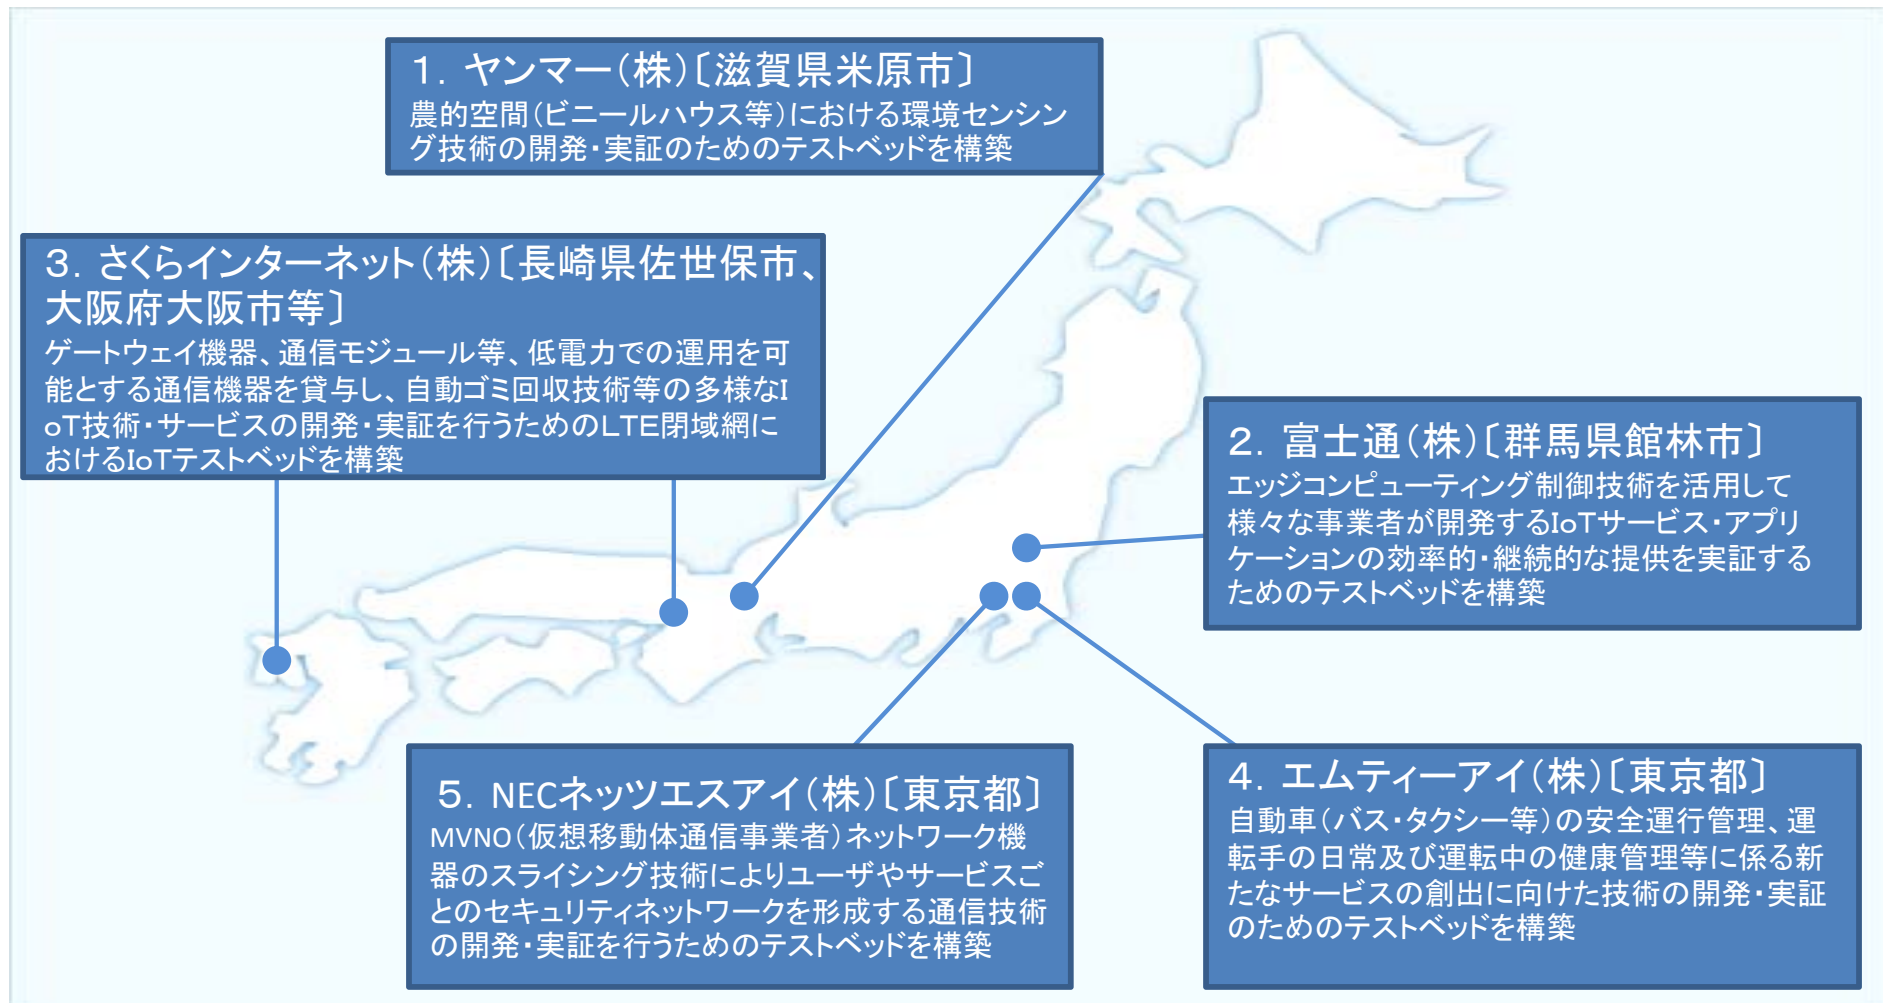 1．ヤンマー（株）〔滋賀県米原市〕
農的空間（ビニールハウス等）における環境センシン
グ技術の開発・実証のためのテストベッドを構築
3．さくらインターネット（株）〔長崎県佐世保市、
大阪府大阪市等〕
ゲートウェイ機器、通信モジュール等、低電力での運用を可
能とする通信機器を貸与し、自動ゴミ回収技術等の多様なI
oT技術・サービスの開発・実証を行うためのLTE閉域網に
おけるIoTテストベッドを構築
2．富士通（株）〔群馬県館林市〕
エッジコンピューティング制御技術を活用して
様々な事業者が開発するIoTサービス・アプリ
ケーションの効率的・継続的な提供を実証する
ためのテストベッドを構築
5．NECネッツエスアイ（株）〔東京都〕
MVNO（仮想移動体通信事業者）ネットワーク機
器のスライシング技術によりユーザやサービスご
とのセキュリティネットワークを形成する通信技術
の開発・実証を行うためのテストベッドを構築
4．エムティーアイ（株）〔東京都〕
自動車（バス・タクシー等）の安全運行管理、運
転手の日常及び運転中の健康管理等に係る新
たなサービスの創出に向けた技術の開発・実証
のためのテストベッドを構築